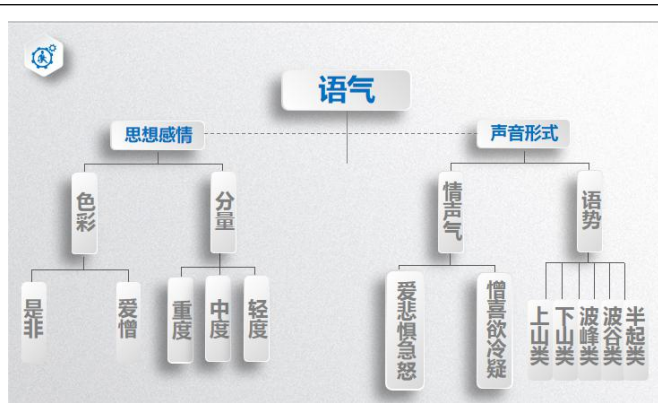 语气
思想感情
声音形式
色彩
分量
情声气
语势
是非
爱憎
重度
中度
轻度
爱悲惧急怒
憎喜欲冷疑
上山类
下山类
波峰类
波谷类
半起类